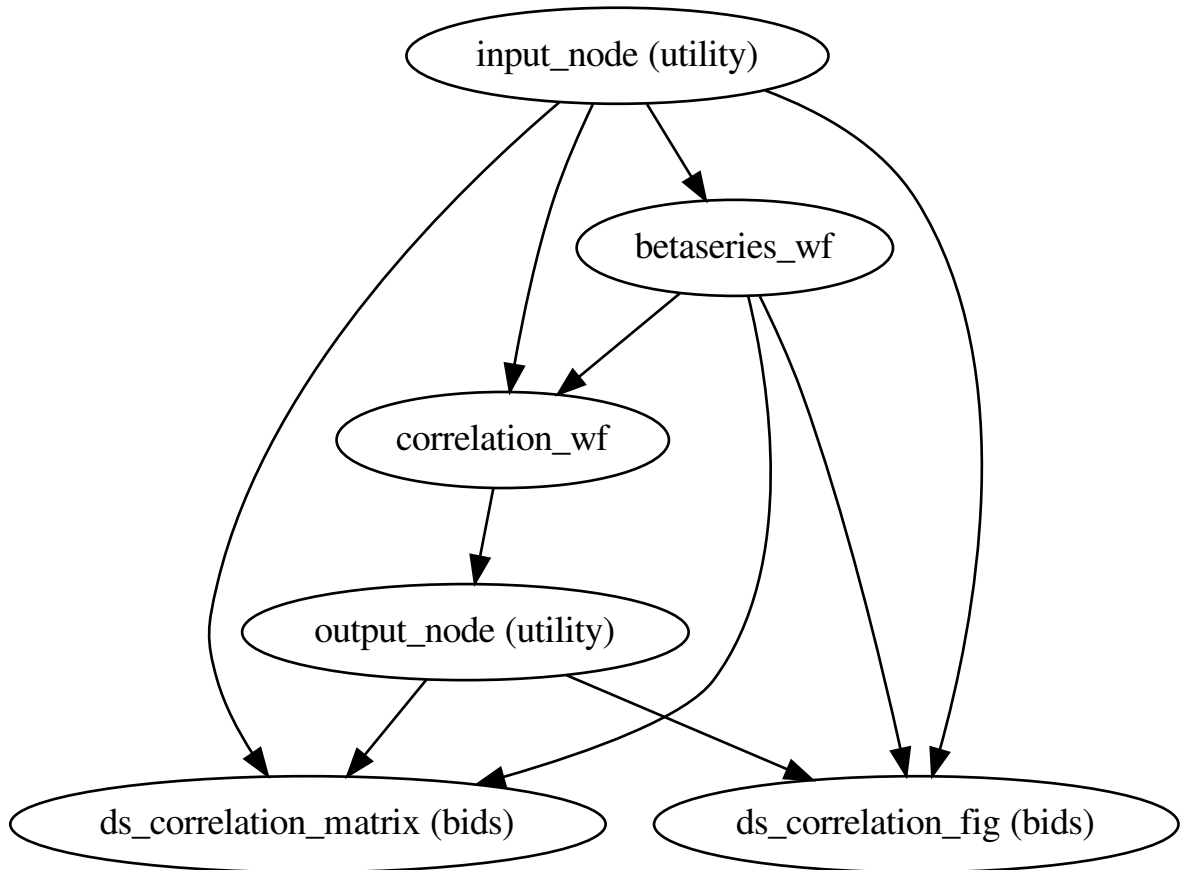 input_node (utility)
betaseries_wf
correlation_wf
output_node (utility)
ds_correlation_matrix (bids)
ds_correlation_fig (bids)